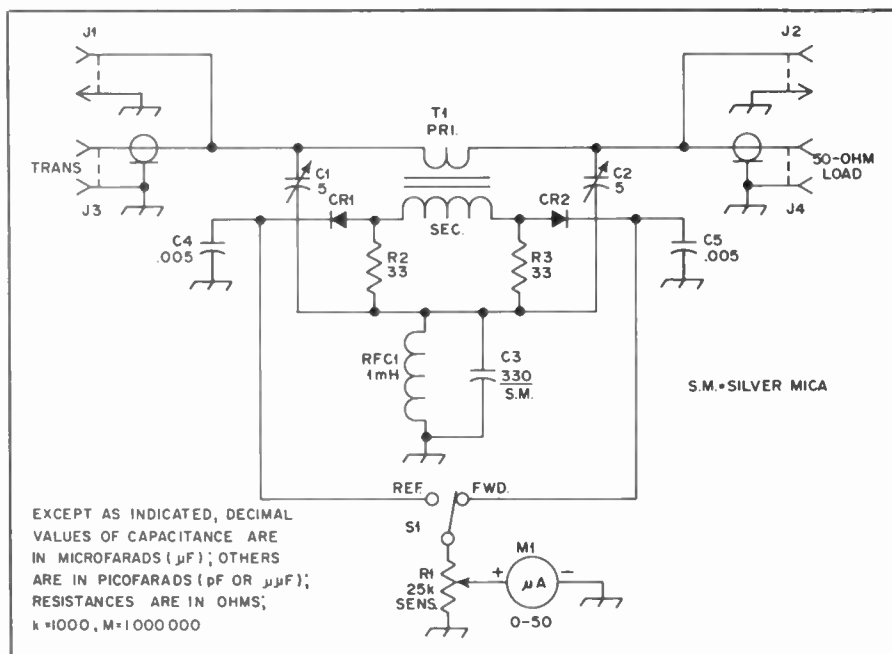 J1
J2
T1
PRI.
TRANS
50-OHM
LOAD
C1
5
C2
5
J3
J4
CR1
CR2
SEC.
C4
.005
C5
.005
R2
33
R3
33
RFC1
1mH
C3
330
S.M.
S.M.=SILVER MICA
REF.
FWD.
S1
EXCEPT AS INDICATED, DECIMAL
VALUES OF CAPACITANCE ARE
IN MICROFARADS (µF); OTHERS
ARE IN PICOFARADS (pF OR µµF);
RESISTANCES ARE IN OHMS;
k=1000, M=1000000
R1
25k
SENS.
M1
+
−
µA
0-50